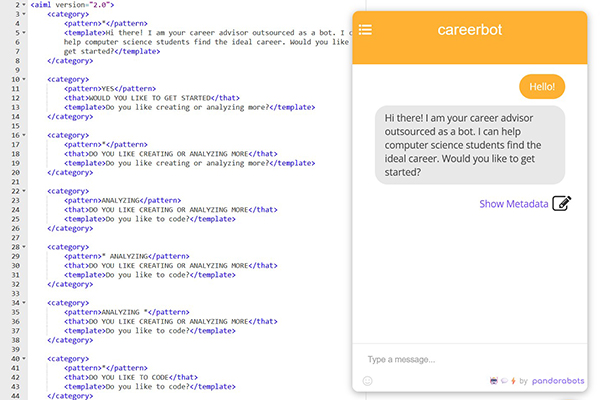 2 <aiml version="2.0">
3 <category>
4 <pattern>*</pattern>
5 <template>Hi there! I am your career advisor outsourced as a bot. I c
6 help computer science students find the ideal career. Would you like
7 get started?</template>
8 </category>
9
10 <category>
11 <pattern>YES</pattern>
12 <that>WOULD YOU LIKE TO GET STARTED</that>
13 <template>Do you like creating or analyzing more?</template>
14 </category>
15
16 <category>
17 <pattern>*</pattern>
18 <that>DO YOU LIKE CREATING OR ANALYZING MORE</that>
19 <template>Do you like creating or analyzing more?</template>
20 </category>
21
22 <category>
23 <pattern>ANALYZING</pattern>
24 <that>DO YOU LIKE CREATING OR ANALYZING MORE</that>
25 <template>Do you like to code?</template>
26 </category>
27
28 <category>
29 <pattern>* ANALYZING</pattern>
30 <that>DO YOU LIKE CREATING OR ANALYZING MORE</that>
31 <template>Do you like to code?</template>
32 </category>
33
34 <category>
35 <pattern>ANALYZING *</pattern>
36 <that>DO YOU LIKE CREATING OR ANALYZING MORE</that>
37 <template>Do you like to code?</template>
38 </category>
39
40 <category>
41 <pattern>*</pattern>
42 <that>DO YOU LIKE TO CODE</that>
43 <template>Do you like to code?</template>
44 </category>
careerbot
Hello!
Hi there! I am your career advisor
outsourced as a bot. I can help
computer science students find the
ideal career. Would you like to get
started?
Show Metadata
Type a message...
by pandorabots